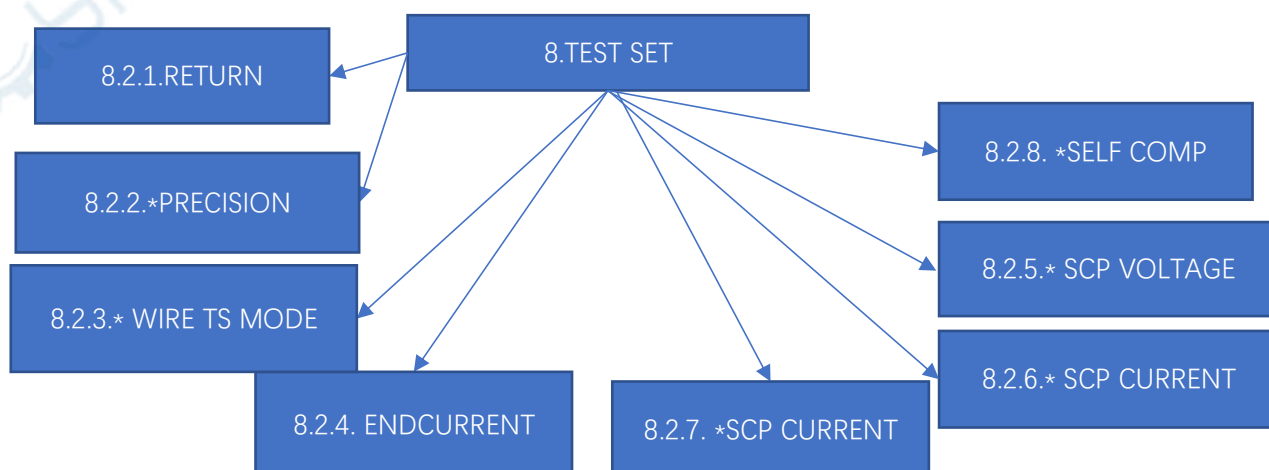 8.TEST SET
8.2.1.RETURN
8.2.2.*PRECISION
8.2.3.* WIRE TS MODE
8.2.4. ENDCURRENT
8.2.7. *SCP CURRENT
8.2.8. *SELF COMP
8.2.5.* SCP VOLTAGE
8.2.6.* SCP CURRENT